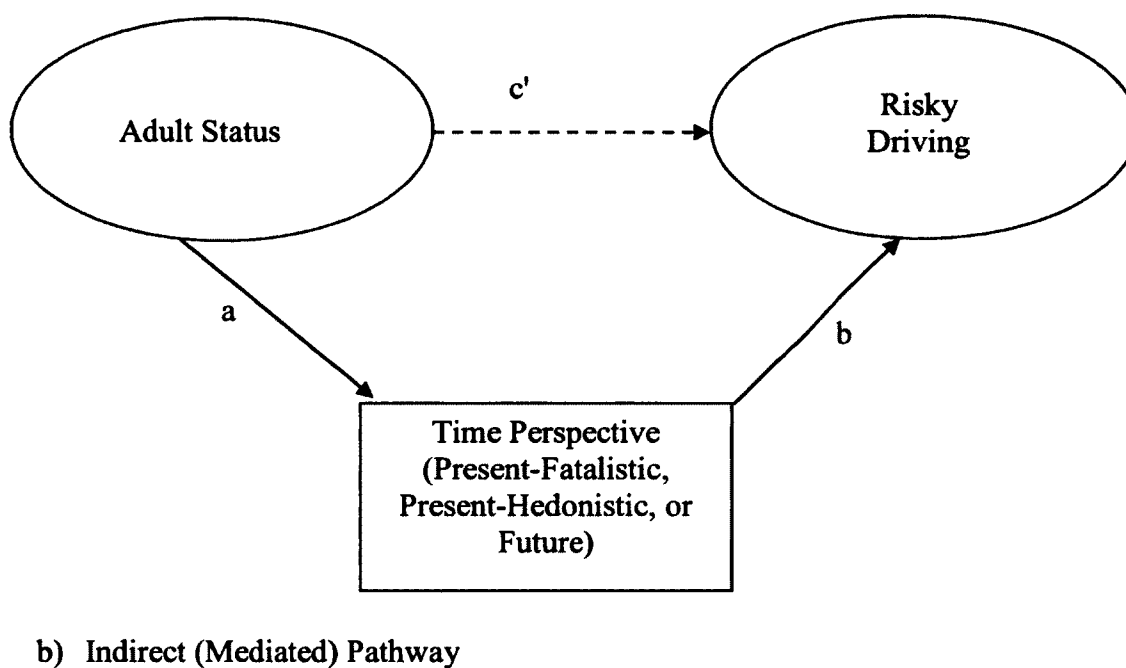 Adult Status
c'
Risky
Driving
a
b
Time Perspective
(Present-Fatalistic,
Present-Hedonistic, or
Future)
b) Indirect (Mediated) Pathway